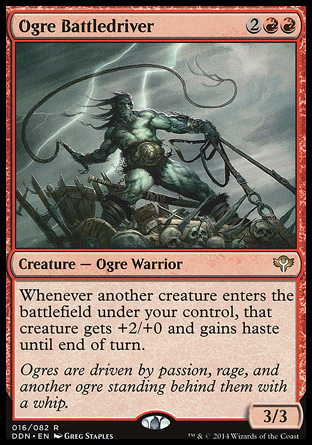 Ogre Battledriver 2
Creature — Ogre Warrior
Whenever another creature enters the
battlefield under your control, that
creature gets +2/+0 and gains haste
until end of turn.
Ogres are driven by passion, rage, and
another ogre standing behind them with
a whip.
3/3
016/082 R
DDN • EN Greg Staples
™ & © 2014 Wizards of the Coast